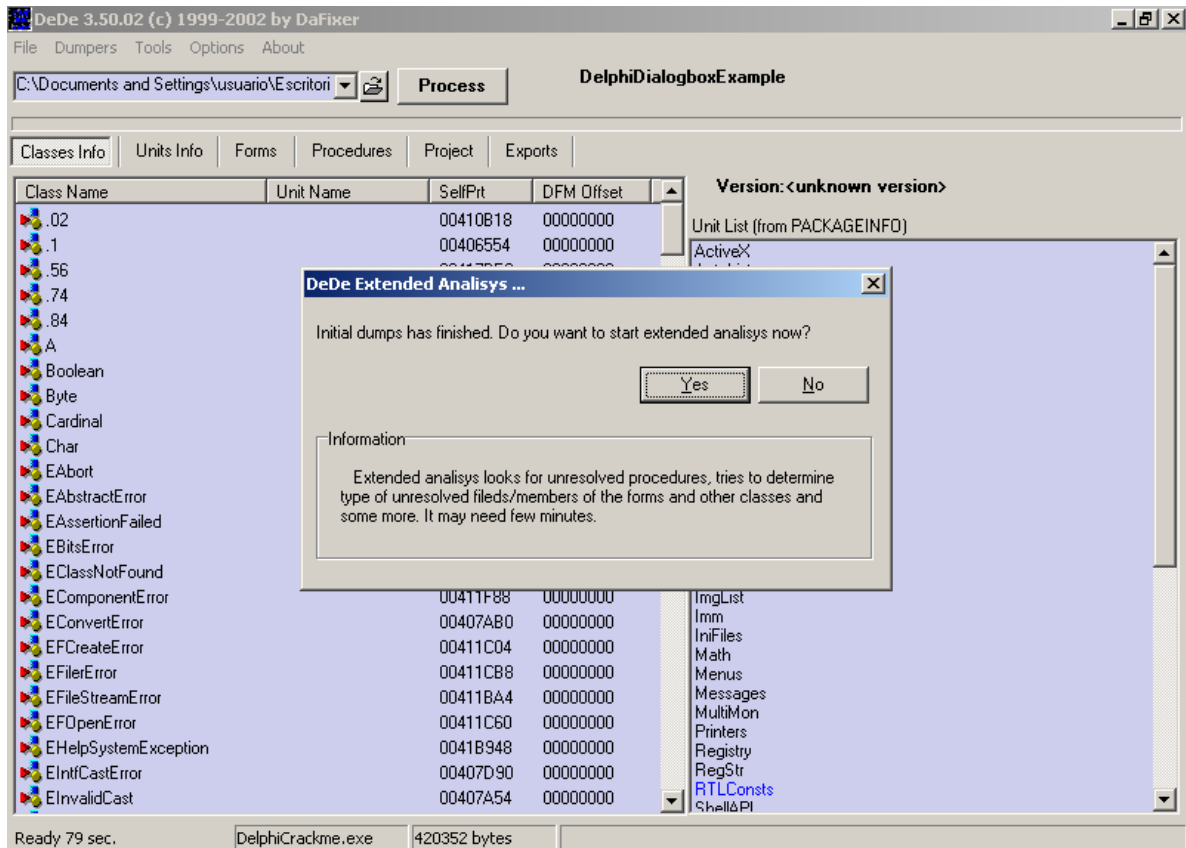 DeDe 3.50.02 (c) 1999-2002 by DaFixer
File Dumpers Tools Options About
C:\Documents and Settings\usuario\Escritori Process DelphiDialogboxExample
Classes Info Units Info Forms Procedures Project Exports
Class Name Unit Name SelfPrt DFM Offset
.02 00410B18 00000000
.1 00406554 00000000
.56
.74
.84
A
Boolean
Byte
Cardinal
Char
EAbort
EAbstractError
EAssertionFailed
EBitsError
EClassNotFound
EComponentError 00411F88 00000000
EConvertError 00407AB0 00000000
EFCreateError 00411C04 00000000
EFilerError 00411CB8 00000000
EFileStreamError 00411BA4 00000000
EFOpenError 00411C60 00000000
EHelpSystemException 0041B948 00000000
EIntfCastError 00407D90 00000000
EInvalidCast 00407A54 00000000
Version:<unknown version>
Unit List (from PACKAGEINFO)
ActiveX
DeDe Extended Analisys ...
Initial dumps has finished. Do you want to start extended analisys now?
Yes No
Information
Extended analisys looks for unresolved procedures, tries to determine
type of unresolved fileds/members of the forms and other classes and
some more. It may need few minutes.
ImgList
Imm
IniFiles
Math
Menus
Messages
MultiMon
Printers
Registry
RegStr
RTLConsts
ShellAPI
Ready 79 sec. DelphiCrackme.exe 420352 bytes